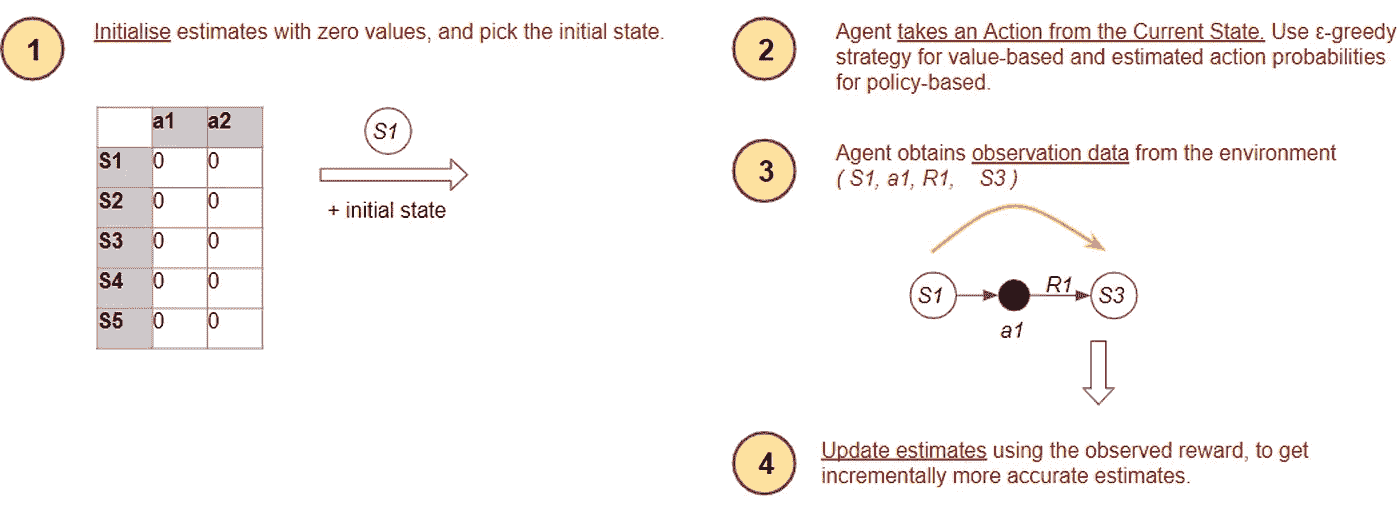 1
Initialise estimates with zero values, and pick the initial state.
a1 a2
S1 0 0
S2 0 0
S3 0 0
S4 0 0
S5 0 0
S1
+ initial state
2
Agent takes an Action from the Current State. Use ε-greedy
strategy for value-based and estimated action probabilities
for policy-based.
3
Agent obtains observation data from the environment
( S1, a1, R1, S3 )
S1 R1 S3
a1
4
Update estimates using the observed reward, to get
incrementally more accurate estimates.